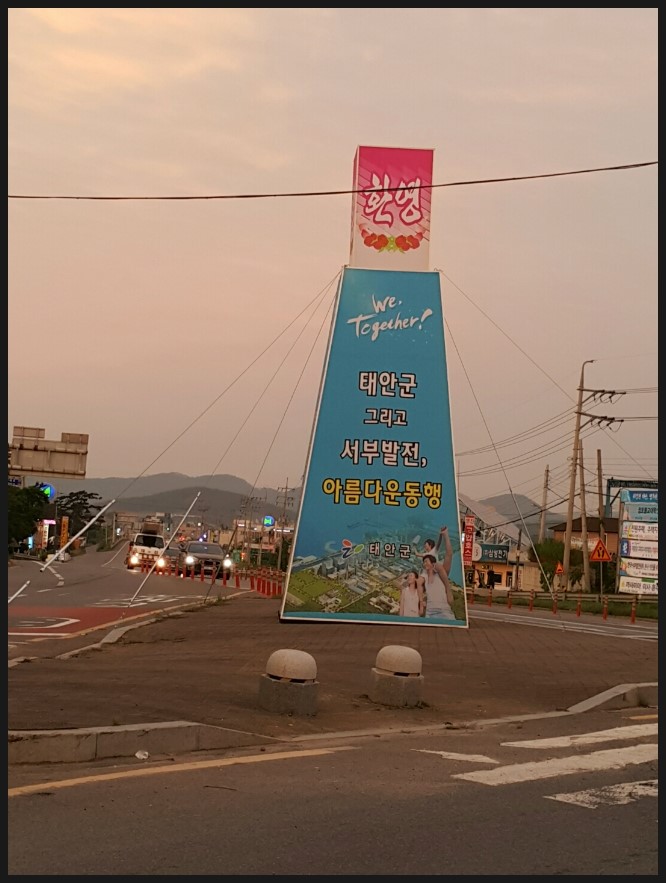 환영
We.
Together!
태안군
그리고
서부발전,
아름다운동행
태안군